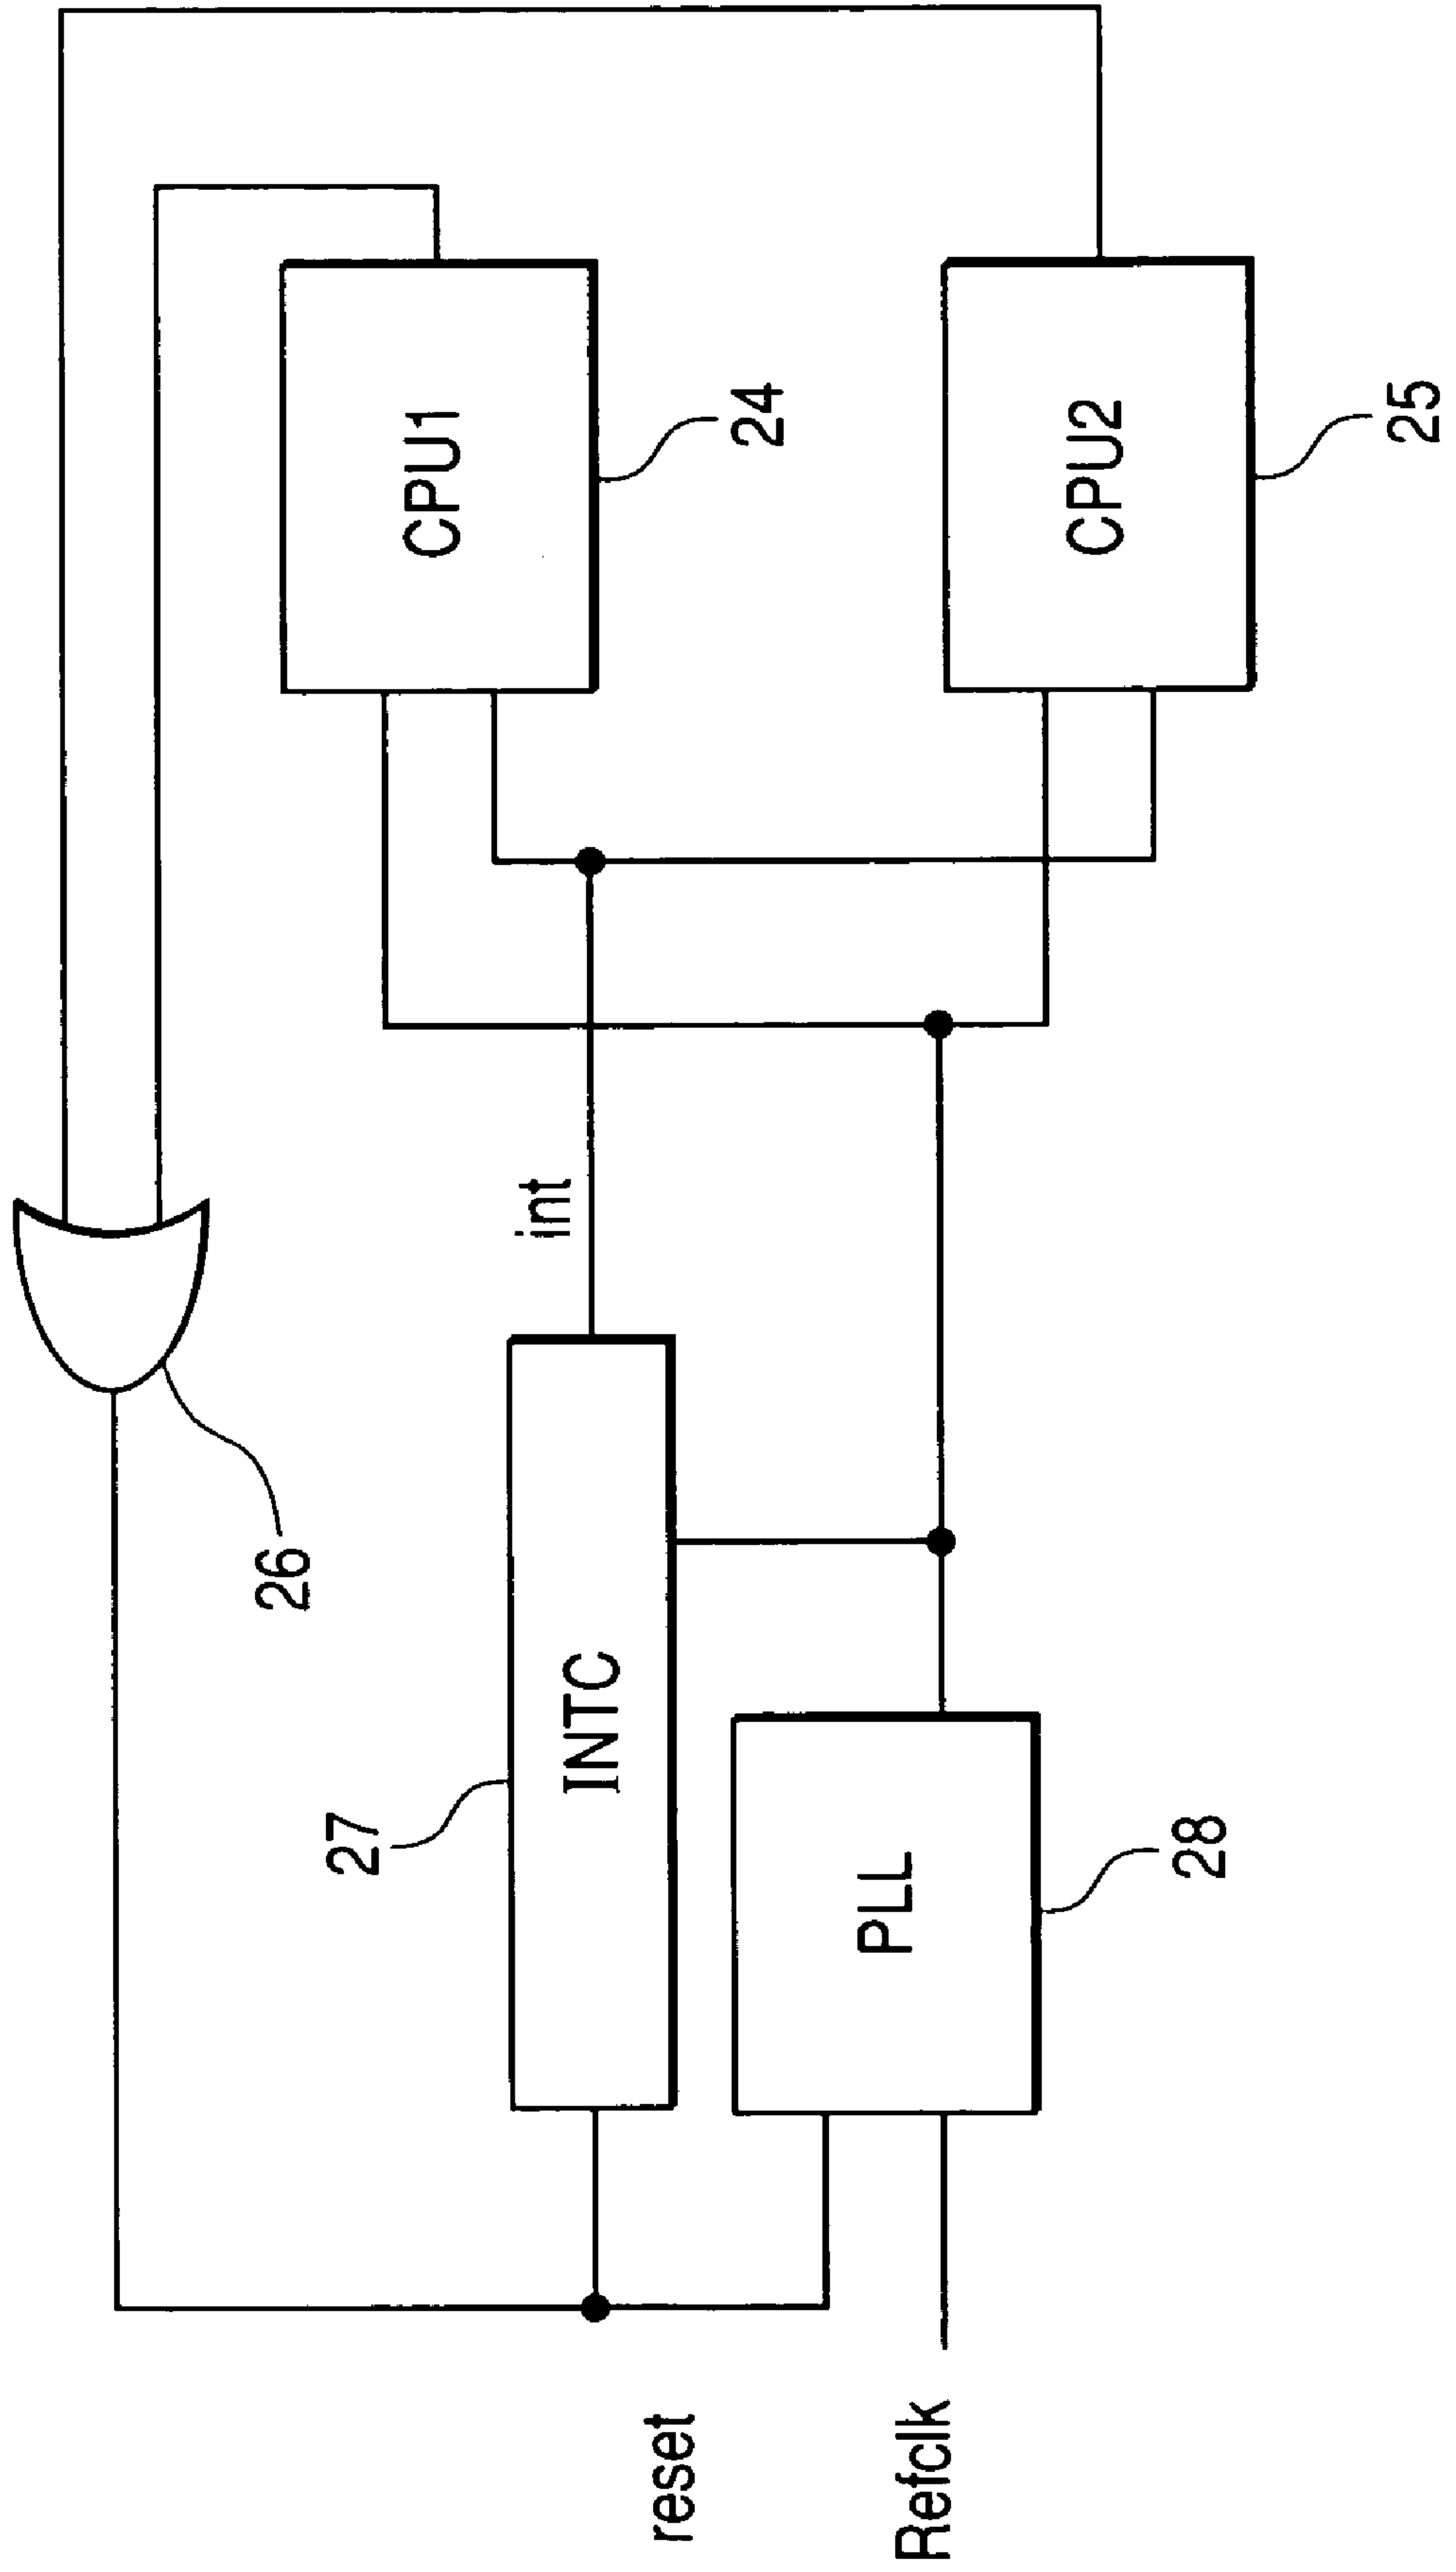 26
CPU1
24
27
INTC
int
reset
PLL
28
Refclk
CPU2
25